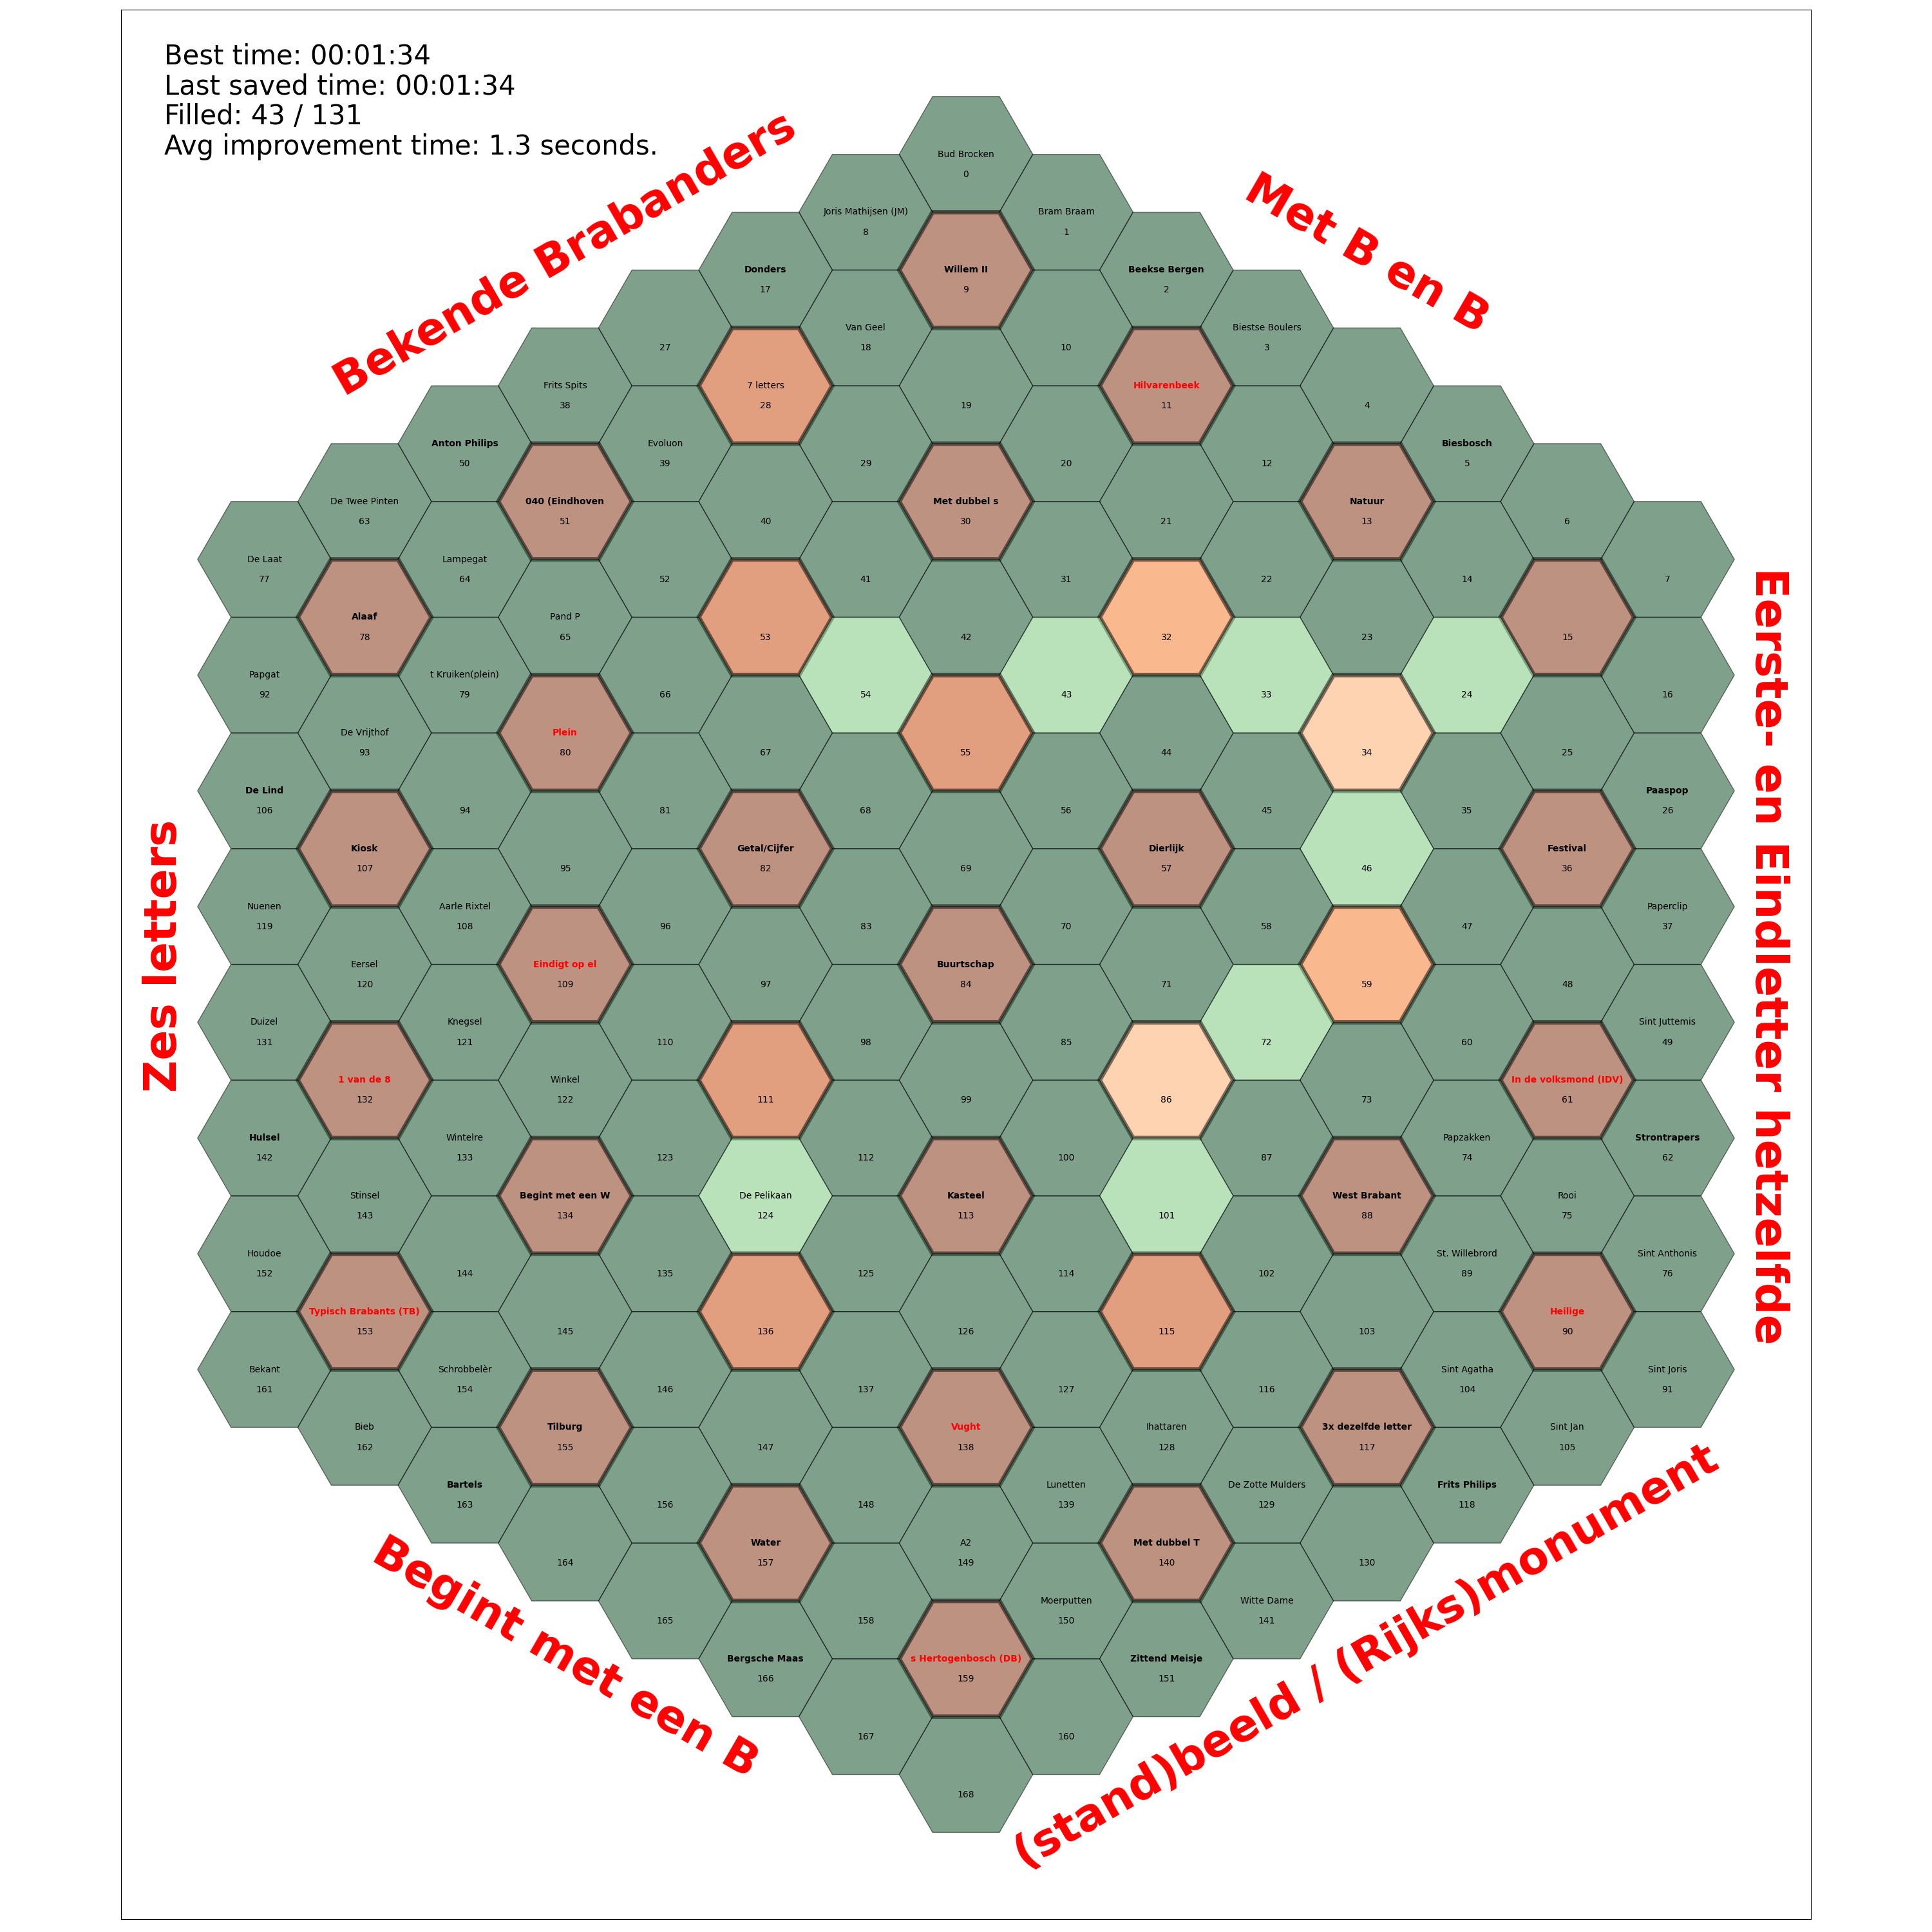 Best time: 00:01:34
Last saved time: 00:01:34
Filled: 43 / 131
Avg improvement time: 1.3 seconds.
Bekende Brabanders
Met B en B
Eerste- en Eindletter hetzelfde
Zes letters
Begint met een B
(stand)beeld / (Rijks)monument
Bud Brocken
0
Joris Mathijsen (JM)
8
Bram Braam
1
Donders
17
Willem II
9
Beekse Bergen
2
27
Van Geel
18
10
Biestse Boulers
3
Frits Spits
38
7 letters
28
19
Hilvarenbeek
11
4
Anton Philips
50
Evoluon
39
29
20
12
Biesbosch
5
De Twee Pinten
63
040 (Eindhoven
51
40
Met dubbel s
30
21
Natuur
13
6
De Laat
77
Lampegat
64
52
41
31
22
14
7
Alaaf
78
Pand P
65
53
42
32
23
15
Papgat
92
t Kruiken(plein)
79
66
54
43
33
24
16
De Vrijthof
93
Plein
80
67
55
44
34
25
De Lind
106
94
81
68
56
45
35
Paaspop
26
Kiosk
107
95
Getal/Cijfer
82
69
Dierlijk
57
46
Festival
36
Nuenen
119
Aarle Rixtel
108
96
83
70
58
47
Paperclip
37
Eersel
120
Eindigt op el
109
97
Buurtschap
84
71
59
48
Duizel
131
Knegsel
121
110
98
85
72
60
Sint Juttemis
49
1 van de 8
132
Winkel
122
111
99
86
73
In de volksmond (IDV)
61
Hulsel
142
Wintelre
133
123
112
100
87
Papzakken
74
Strontrapers
62
Stinsel
143
Begint met een W
134
De Pelikaan
124
Kasteel
113
101
West Brabant
88
Rooi
75
Houdoe
152
144
135
125
114
102
St. Willebrord
89
Sint Anthonis
76
Typisch Brabants (TB)
153
145
136
126
115
103
Heilige
90
Bekant
161
Schrobbelèr
154
146
137
127
116
Sint Agatha
104
Sint Joris
91
Bieb
162
Tilburg
155
147
Vught
138
Ihattaren
128
3x dezelfde letter
117
Sint Jan
105
Bartels
163
156
148
Lunetten
139
De Zotte Mulders
129
Frits Philips
118
164
Water
157
A2
149
Met dubbel T
140
130
165
158
Moerputten
150
Witte Dame
141
Bergsche Maas
166
s Hertogenbosch (DB)
159
Zittend Meisje
151
167
160
168